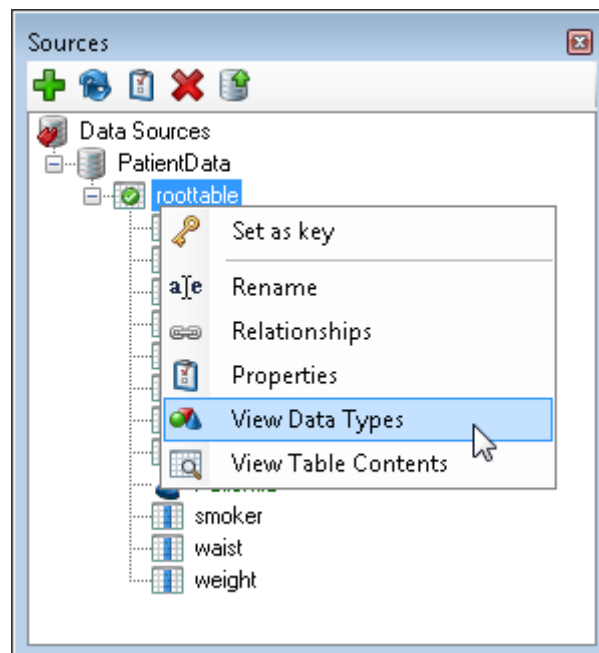 Sources
Data Sources
PatientData
roottable
Set as key
Rename
Relationships
Properties
View Data Types
View Table Contents
smoker
waist
weight